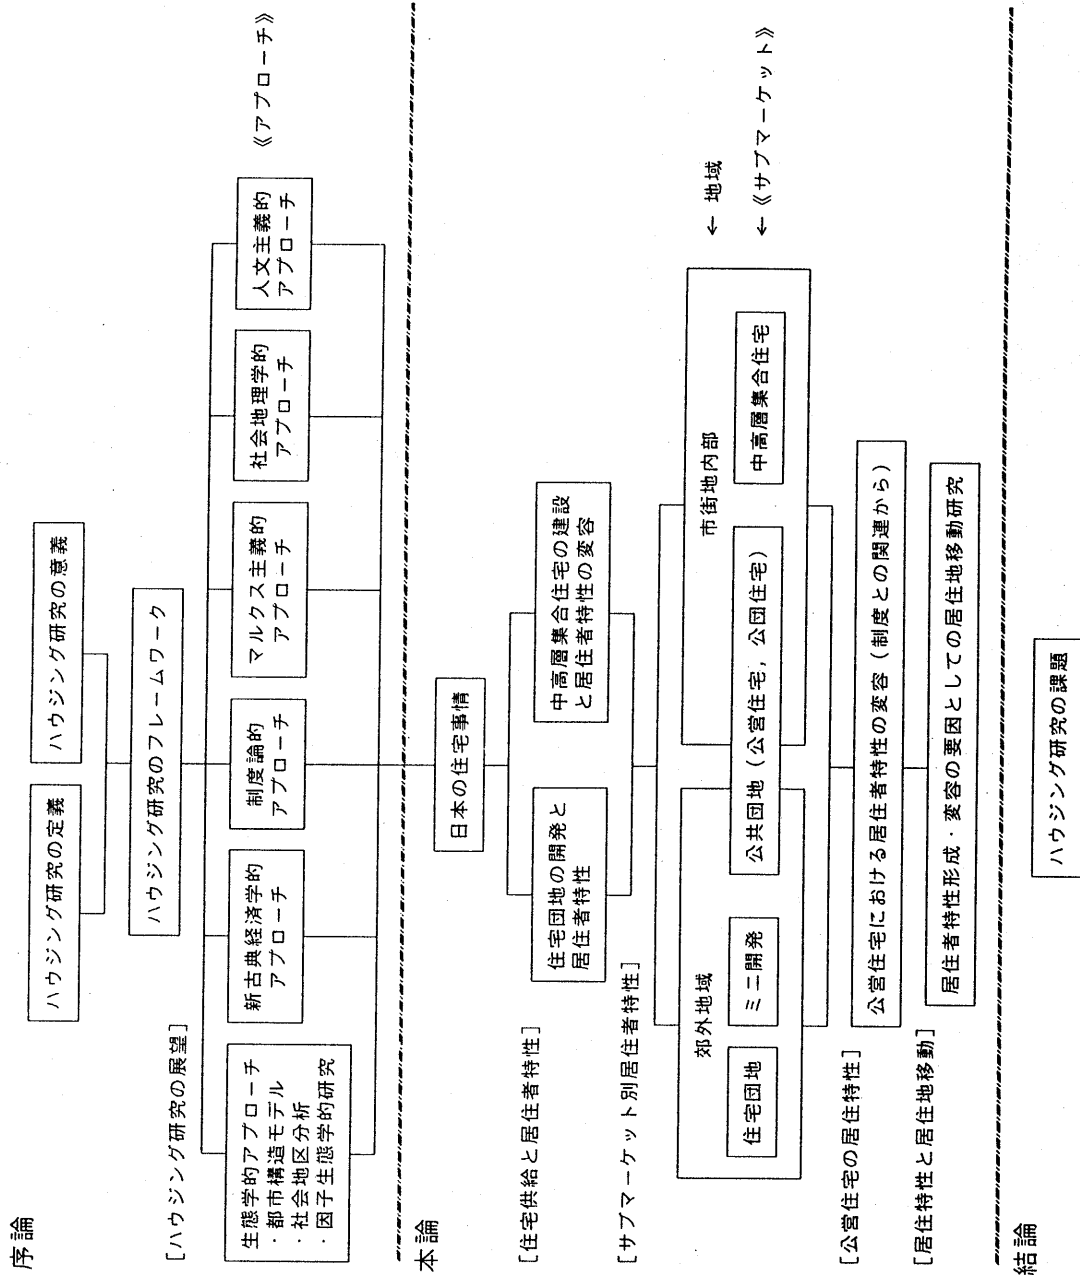 序論
ハウジング研究の定義
ハウジング研究の意義
ハウジング研究のフレームワーク
[ハウジング研究の展望]
生態学的アプローチ
・都市構造モデル
・社会地区分析
・因子生態学的研究
新古典経済学的
アプローチ
制度論的
アプローチ
マルクス主義的
アプローチ
社会地理学的
アプローチ
人文主義的
アプローチ
《アプローチ》
本論
日本の住宅事情
[住宅供給と居住者特性]
住宅団地の開発と
居住者特性
中高層集合住宅の建設
と居住者特性の変容
[サブマーケット別居住者特性]
郊外地域
市街地内部
← 地域
住宅団地
ミニ開発
公共団地（公営住宅，公団住宅）
中高層集合住宅
←《サブマーケット》
[公営住宅の居住特性]
公営住宅における居住者特性の変容（制度との関連から）
[居住特性と居住地移動]
居住者特性形成・変容の要因としての居住地移動研究
結論
ハウジング研究の課題